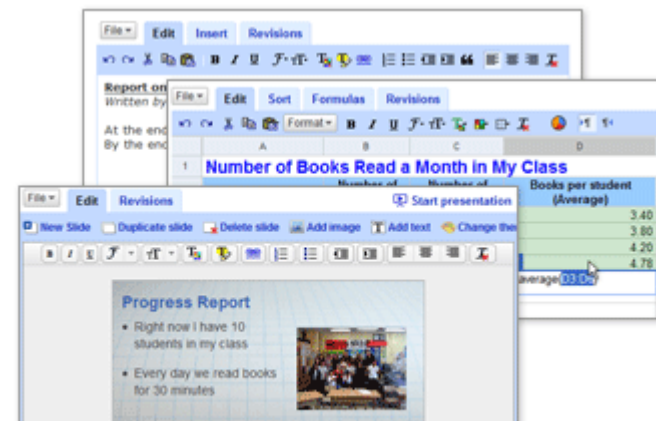 File
Edit
Insert
Revisions
Report on
Written by
At the end
By the end
File
Edit
Sort
Formulas
Revisions
Format
A
B
C
D
1
Number of Books Read a Month in My Class
Number of
Number of
Books per student
(Average)
3.40
3.80
4.20
4.78
average(D3:D
File
Edit
Revisions
Start presentation
New Slide
Duplicate slide
Delete slide
Add image
Add text
Change the
Progress Report
• Right now I have 10
students in my class
• Every day we read books
for 30 minutes